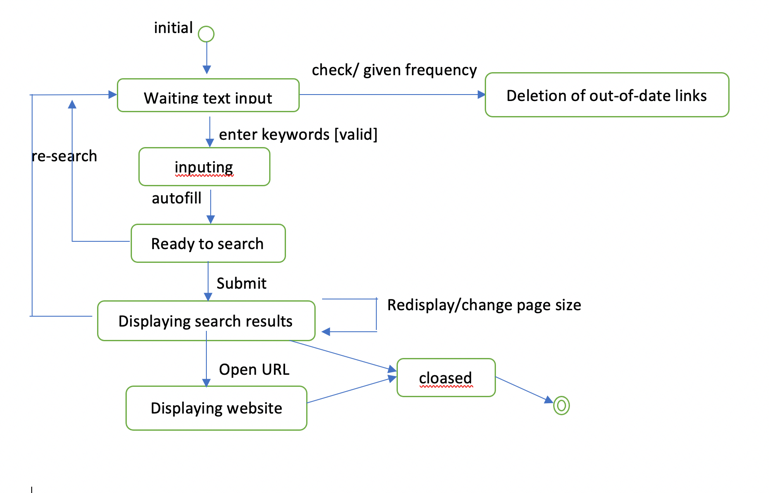 initial
check/ given frequency
Waiting text input
Deletion of out-of-date links
enter keywords [valid]
re-search
inputing
autofill
Ready to search
Submit
Displaying search results
Redisplay/change page size
Open URL
cloased
Displaying website